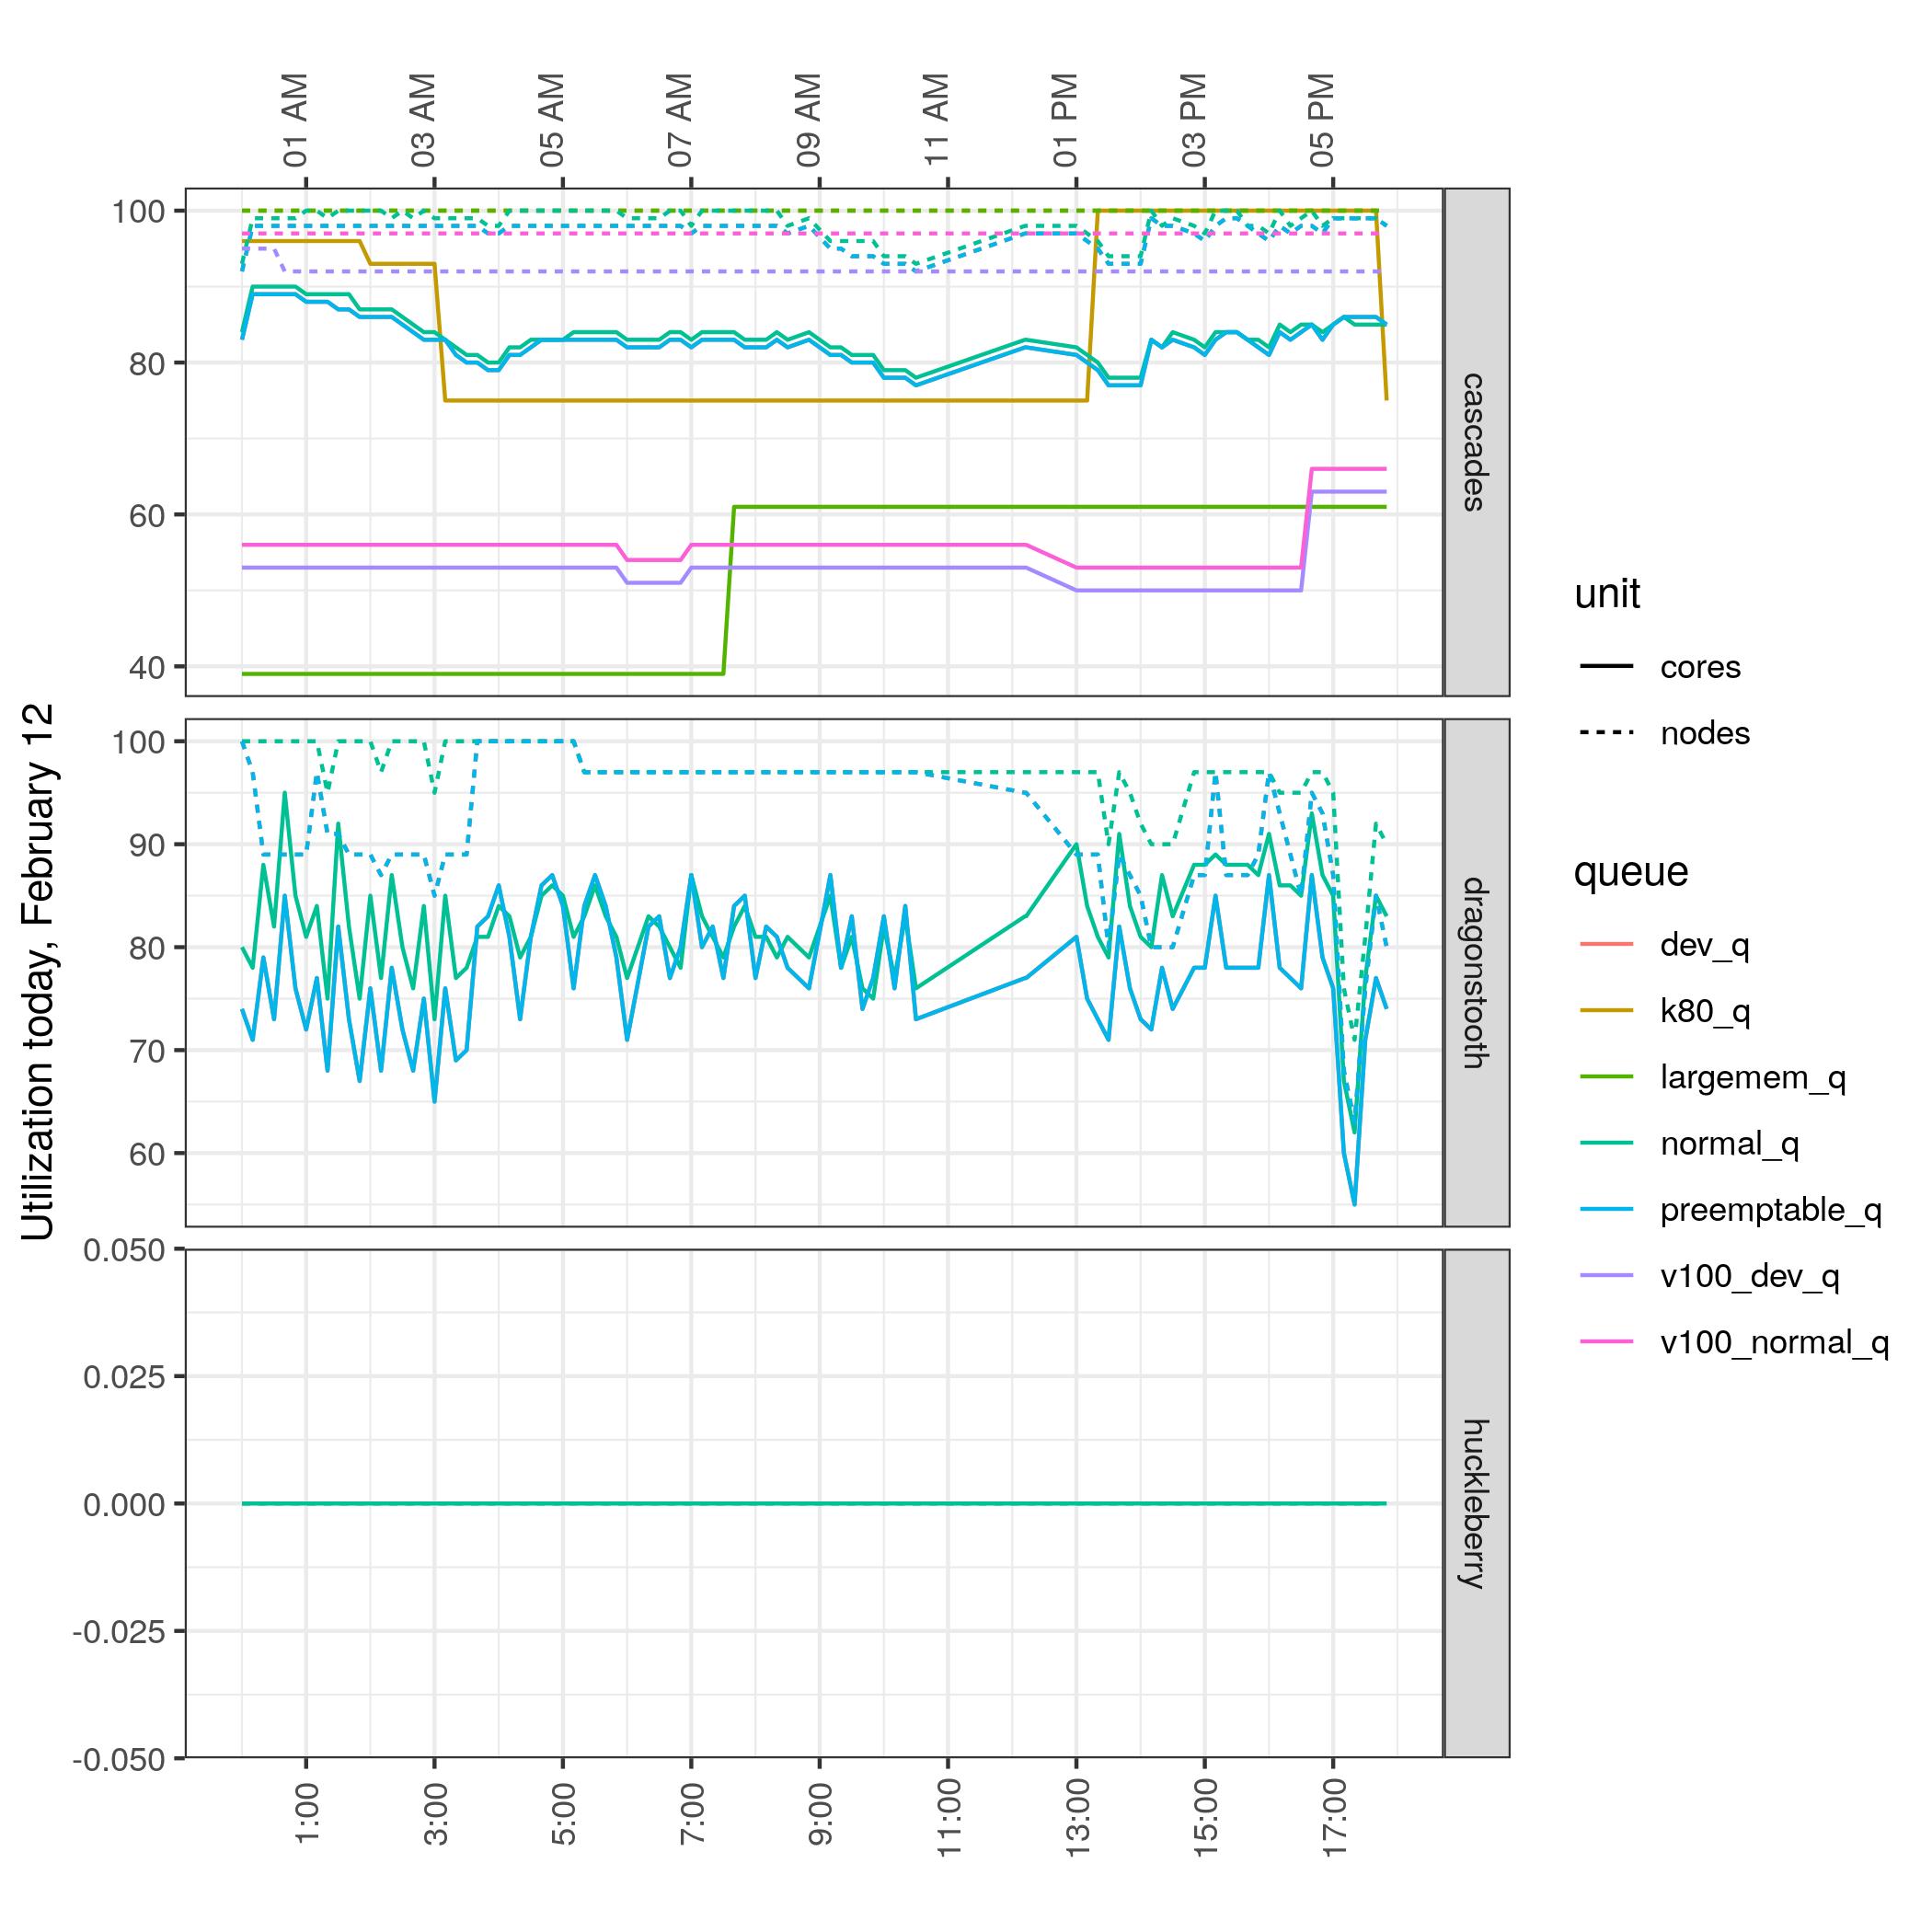 01 AM
03 AM
05 AM
07 AM
09 AM
11 AM
01 PM
03 PM
05 PM
Utilization today, February 12
100
80
60
40
cascades
100
90
80
70
60
dragonstooth
0.050
0.025
0.000
-0.025
-0.050
huckleberry
1:00
3:00
5:00
7:00
9:00
11:00
13:00
15:00
17:00
unit
cores
nodes
queue
dev_q
k80_q
largemem_q
normal_q
preemptable_q
v100_dev_q
v100_normal_q